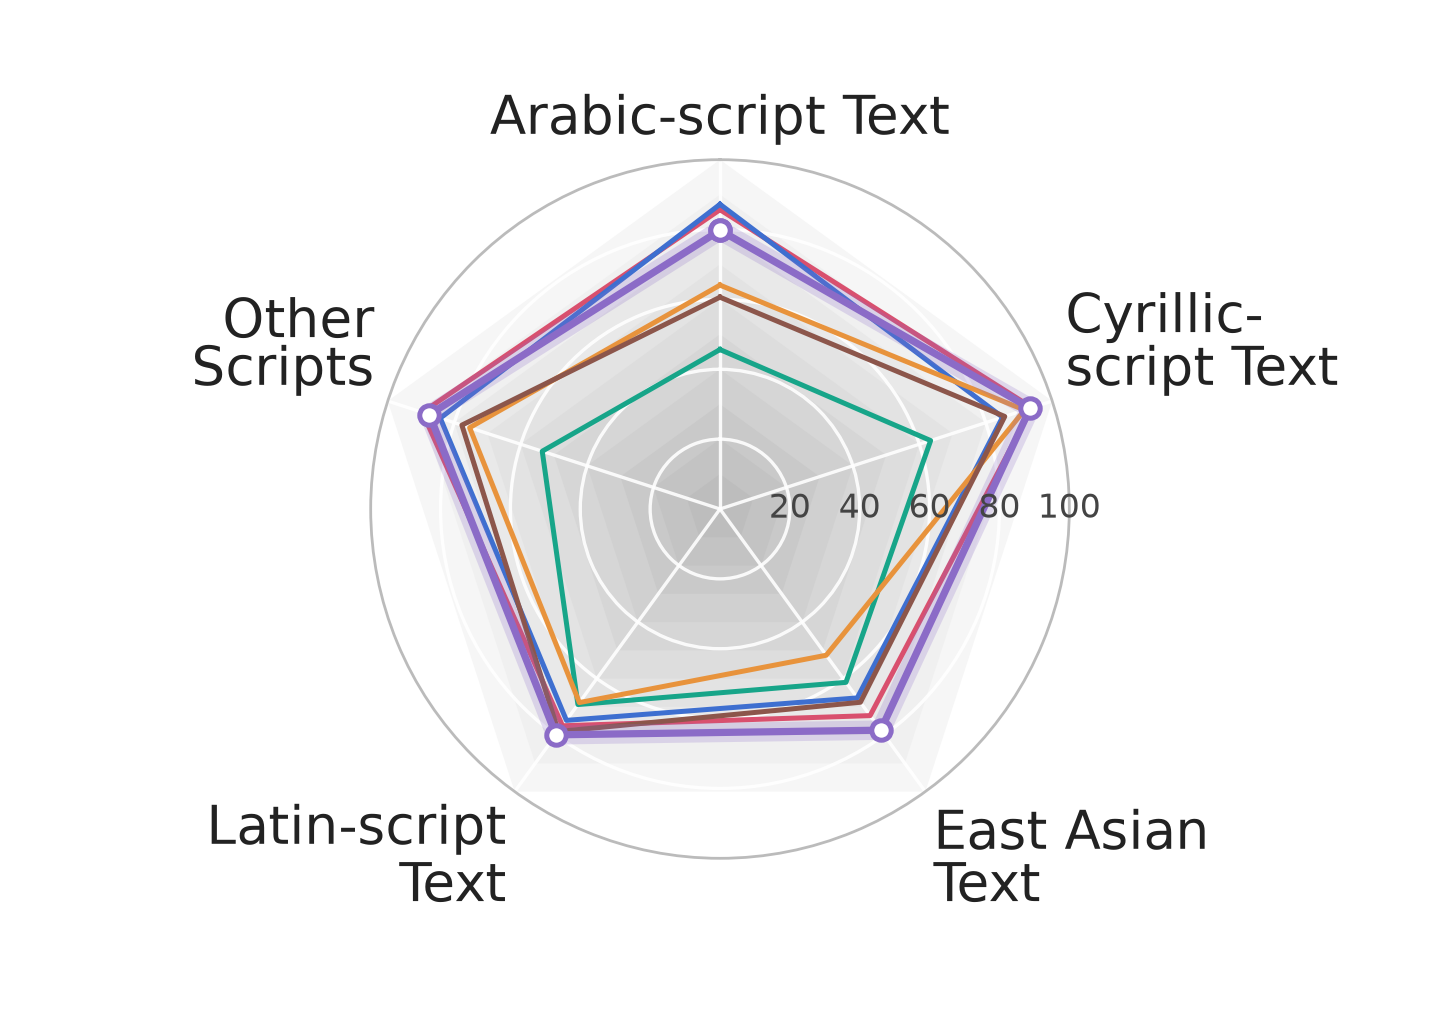 Arabic-script Text
Cyrillic-
script Text
Other
Scripts
20 40 60 80 100
Latin-script
Text
East Asian
Text